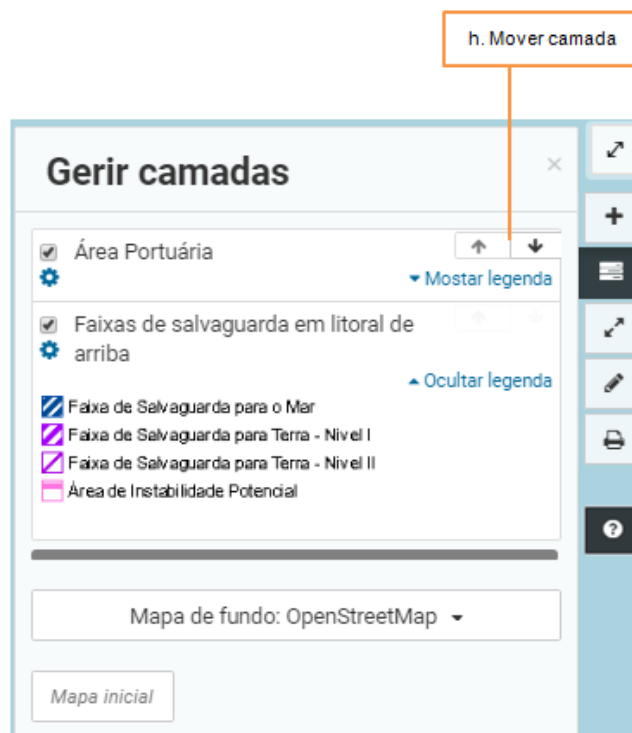 h. Mover camada
Gerir camadas
Área Portuária
Mostar legenda
Faixas de salvaguarda em litoral de
arriba
Ocultar legenda
Faixa de Salvaguarda para o Mar
Faixa de Salvaguarda para Terra - Nivel I
Faixa de Salvaguarda para Terra - Nivel II
Área de Instabilidade Potencial
Mapa de fundo: OpenStreetMap
Mapa inicial